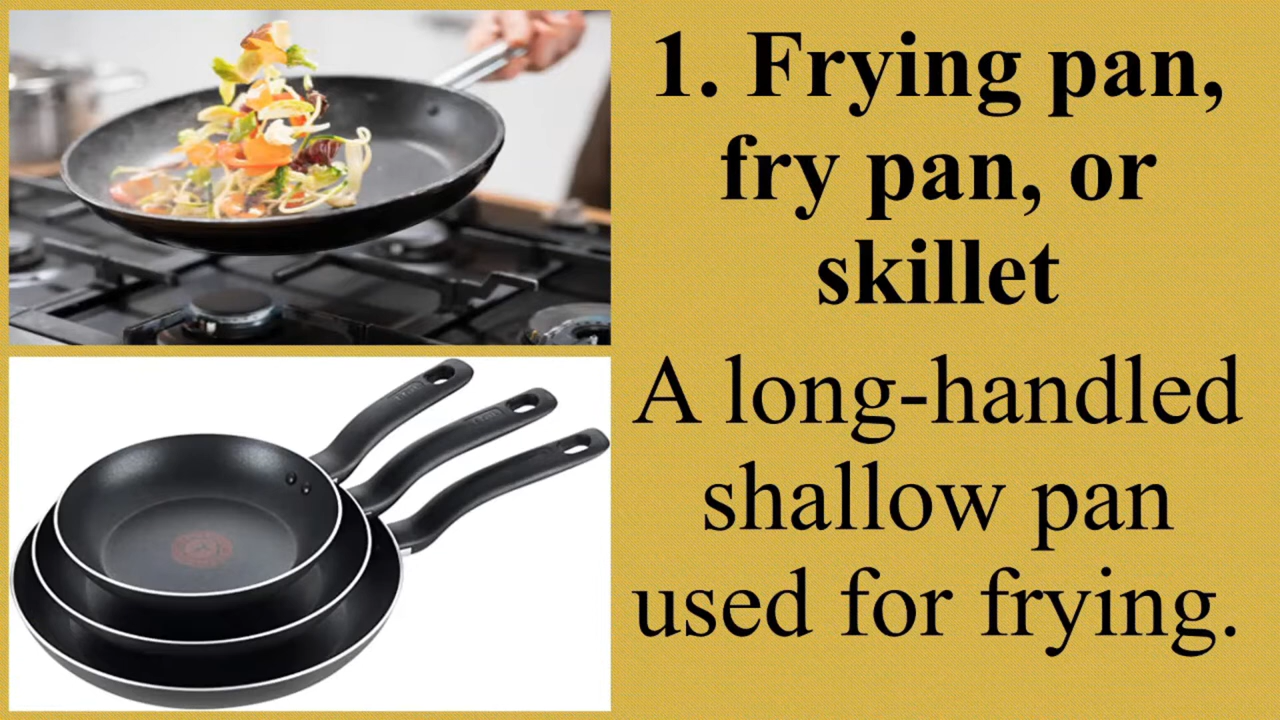 1. Frying pan,
fry pan, or
skillet
A long-handled
shallow pan
used for frying.